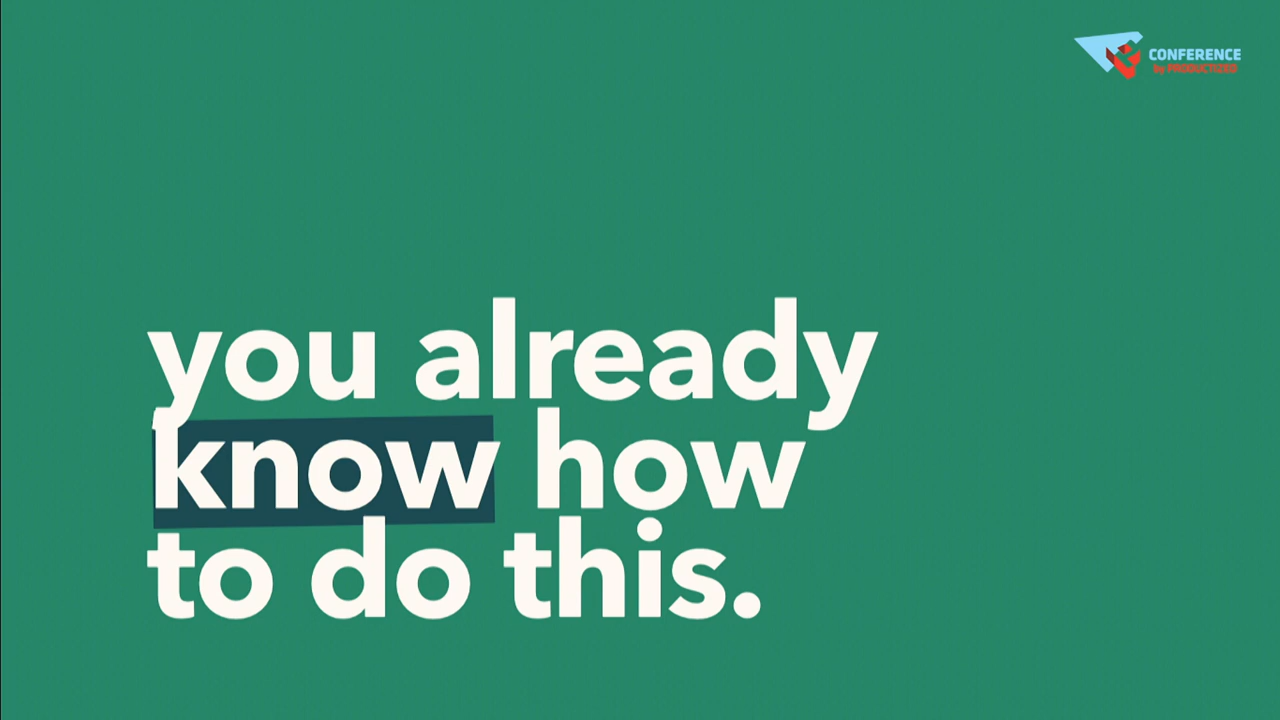 CONFERENCE
by PRODUCTIZED
you already
know how
to do this.